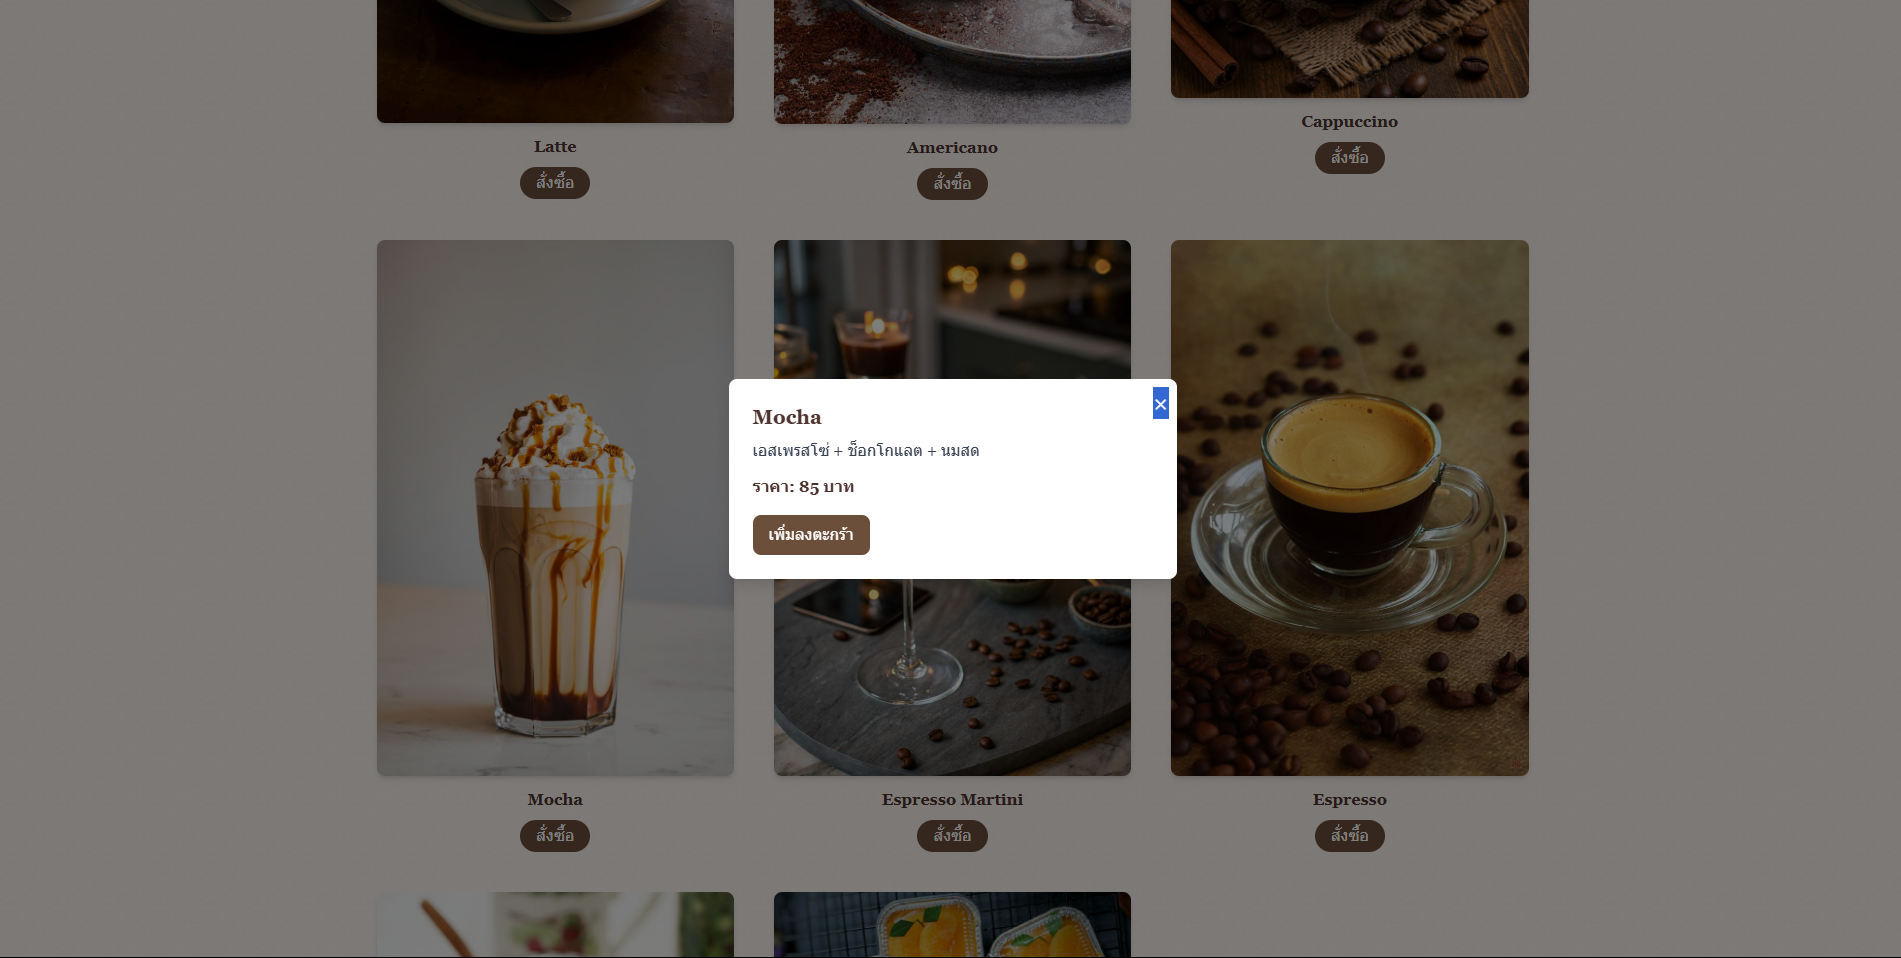 Latte
Americano
Cappuccino
สั่งซื้อ
สั่งซื้อ
สั่งซื้อ
×
Mocha
เอสเพรสโซ่ + ช็อกโกแลต + นมสด
ราคา: 85 บาท
เพิ่มลงตะกร้า
Mocha
Espresso Martini
Espresso
สั่งซื้อ
สั่งซื้อ
สั่งซื้อ